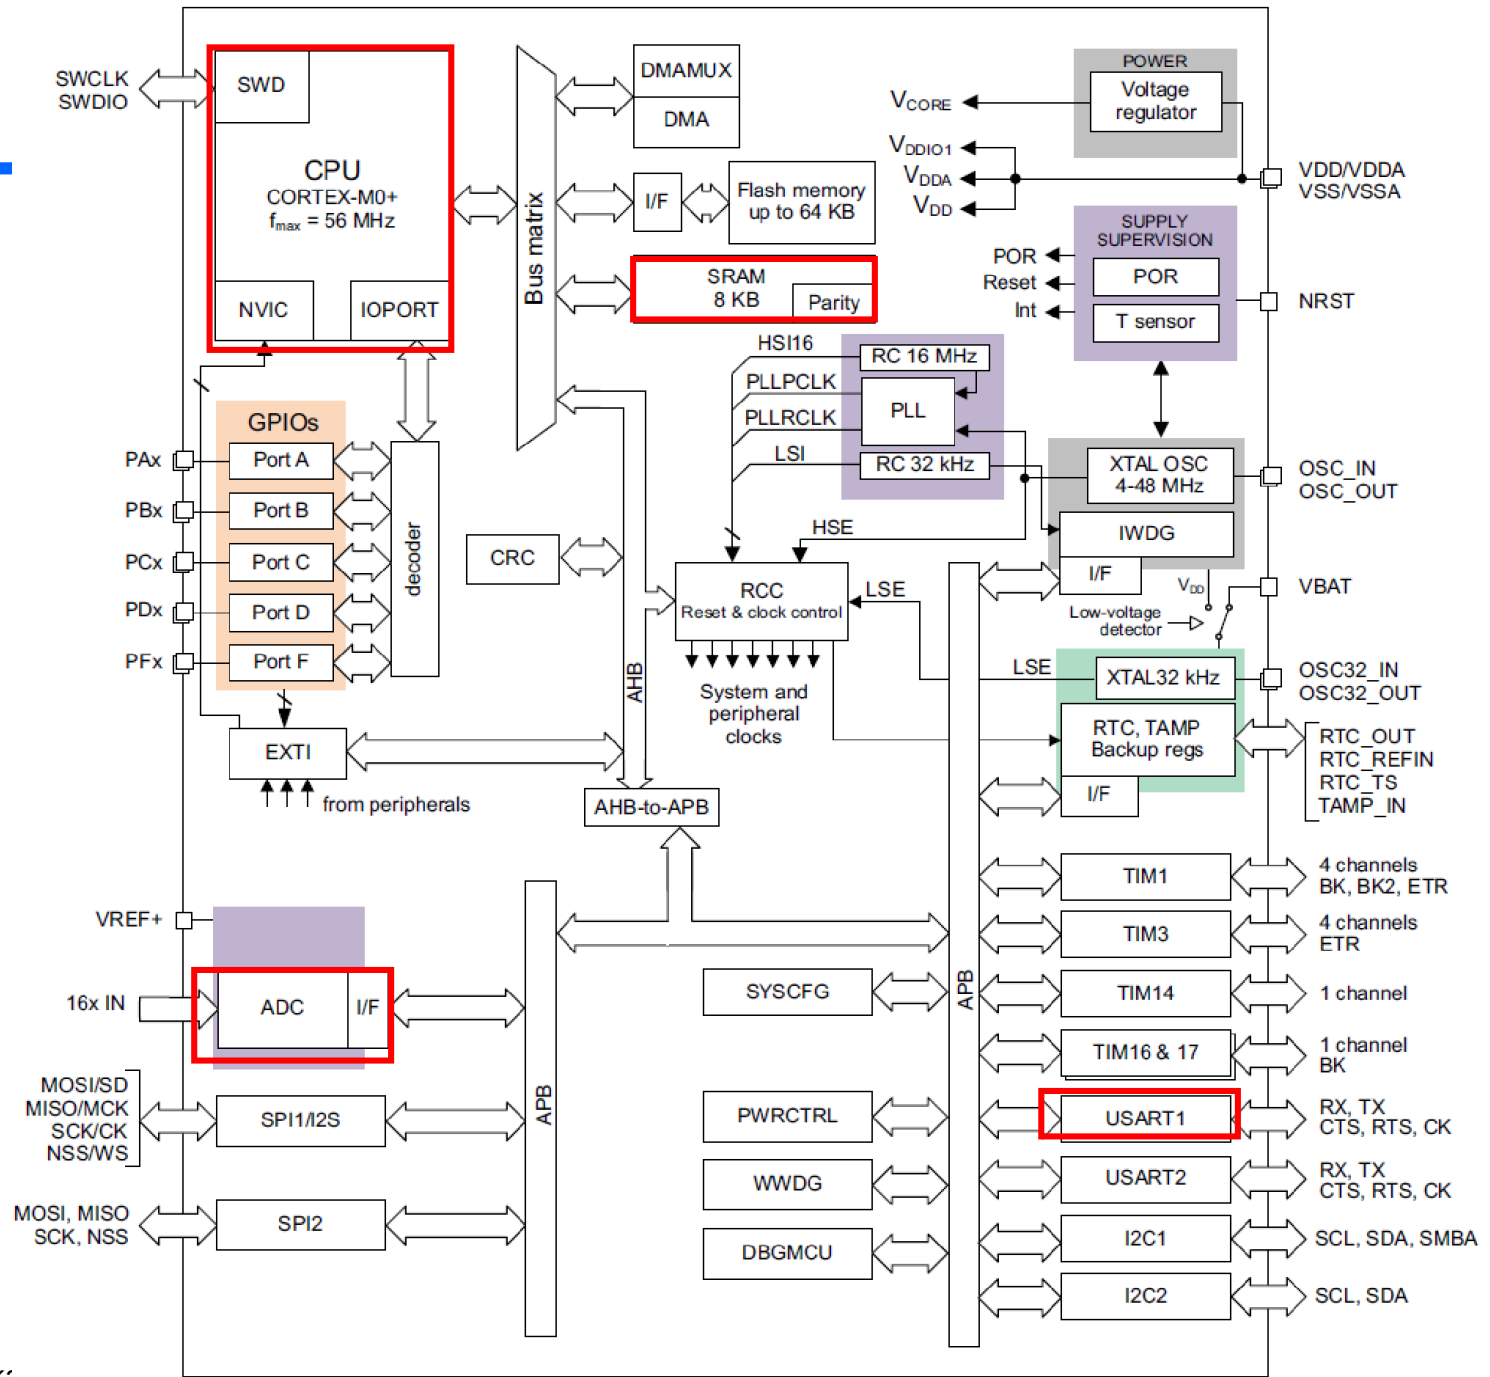 SWCLK
SWDIO
SWD
CPU
CORTEX-M0+
fmax = 56 MHz
NVIC
IOPORT
Bus matrix
DMAMUX
DMA
I/F
Flash memory
up to 64 KB
SRAM
8 KB
Parity
POWER
Voltage
regulator
VCORE
VDDIO1
VDDA
VDD
VDD/VDDA
VSS/VSSA
SUPPLY
SUPERVISION
POR
T sensor
POR
Reset
Int
NRST
HSI16
PLLPCLK
PLLRCLK
LSI
RC 16 MHz
PLL
RC 32 kHz
XTAL OSC
4-48 MHz
IWDG
I/F
OSC_IN
OSC_OUT
HSE
GPIOs
Port A
Port B
Port C
Port D
Port F
PAx
PBx
PCx
PDx
PFx
decoder
CRC
RCC
Reset & clock control
LSE
VDD
VBAT
Low-voltage
detector
LSE
XTAL32 kHz
OSC32_IN
OSC32_OUT
System and
peripheral
clocks
AHB
RTC, TAMP
Backup regs
I/F
RTC_OUT
RTC_REFIN
RTC_TS
TAMP_IN
EXTI
from peripherals
AHB-to-APB
VREF+
16x IN
ADC
I/F
MOSI/SD
MISO/MCK
SCK/CK
NSS/WS
SPI1/I2S
MOSI, MISO
SCK, NSS
SPI2
APB
SYSCFG
PWRCTRL
WWDG
DBGMCU
APB
TIM1
4 channels
BK, BK2, ETR
TIM3
4 channels
ETR
TIM14
1 channel
TIM16 & 17
1 channel
BK
USART1
RX, TX
CTS, RTS, CK
USART2
RX, TX
CTS, RTS, CK
I2C1
SCL, SDA, SMBA
I2C2
SCL, SDA